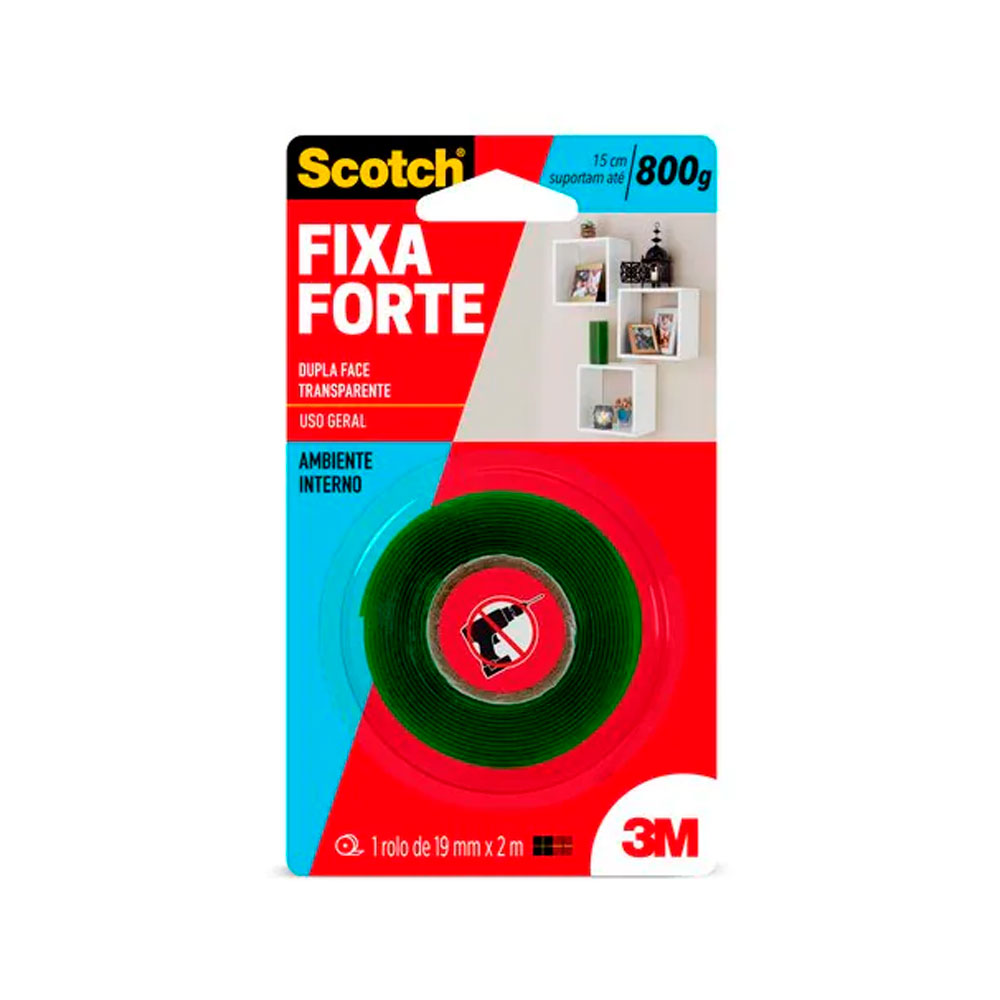 Scotch®
15 cm
suportam até
800g
FIXA
FORTE
DUPLA FACE
TRANSPARENTE
USO GERAL
AMBIENTE
INTERNO
1 rolo de 19 mm x 2 m
3M